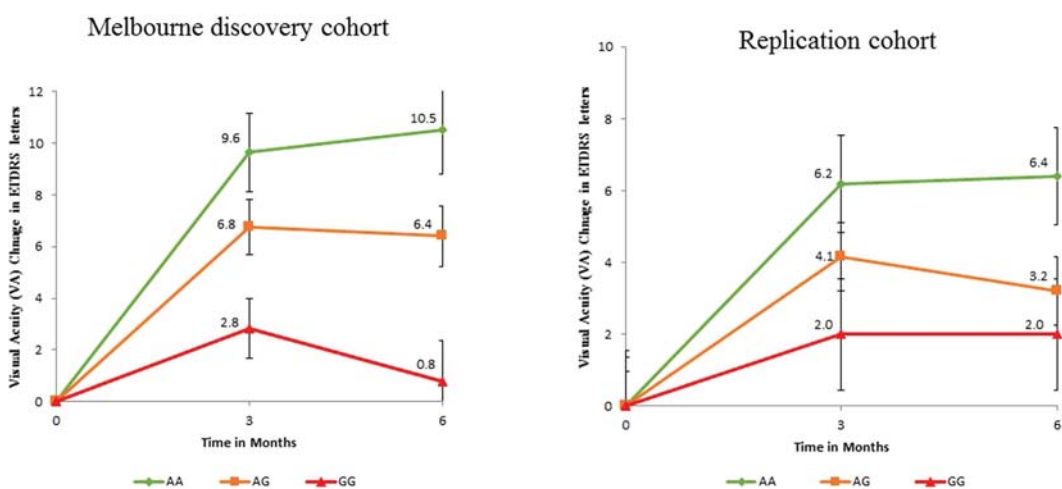 Melbourne discovery cohort
Visual Acuity (VA) Chnage in ETDRS letters
12
10
8
6
4
2
0
9.6
10.5
6.8
6.4
2.8
0.8
0
3
6
Time in Months
AA
AG
GG
Replication cohort
Visual Acuity (VA) Chnage in ETDRS letters
10
8
6
4
2
0
6.2
6.4
4.1
3.2
2.0
2.0
0
3
6
Time in Months
AA
AG
GG